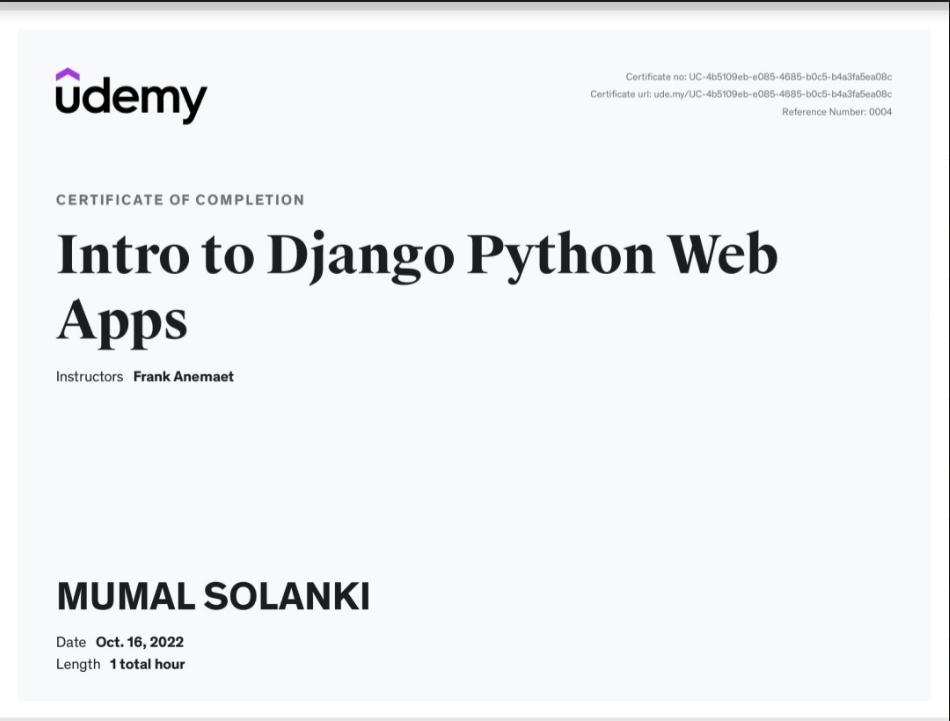 ûdemy
Certificate no: UC-4b5109eb-e085-4685-b0c5-b4a3fa5ea08c
Certificate url: ude.my/UC-4b5109eb-e085-4685-b0c5-b4a3fa5ea08c
Reference Number: 0004
CERTIFICATE OF COMPLETION
Intro to Django Python Web
Apps
Instructors Frank Anemaet
MUMAL SOLANKI
Date Oct. 16, 2022
Length 1 total hour